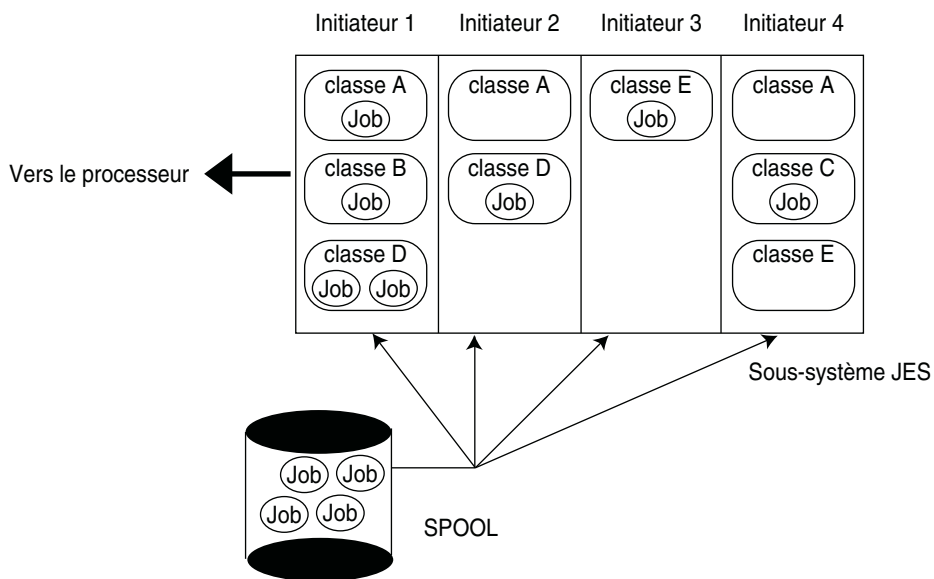 Initiateur 1 Initiateur 2 Initiateur 3 Initiateur 4
classe A classe A classe E classe A
Job Job
Vers le processeur
classe B classe D classe C
Job Job Job
classe D classe E
Job Job
Sous-système JES
Job Job
Job Job
SPOOL